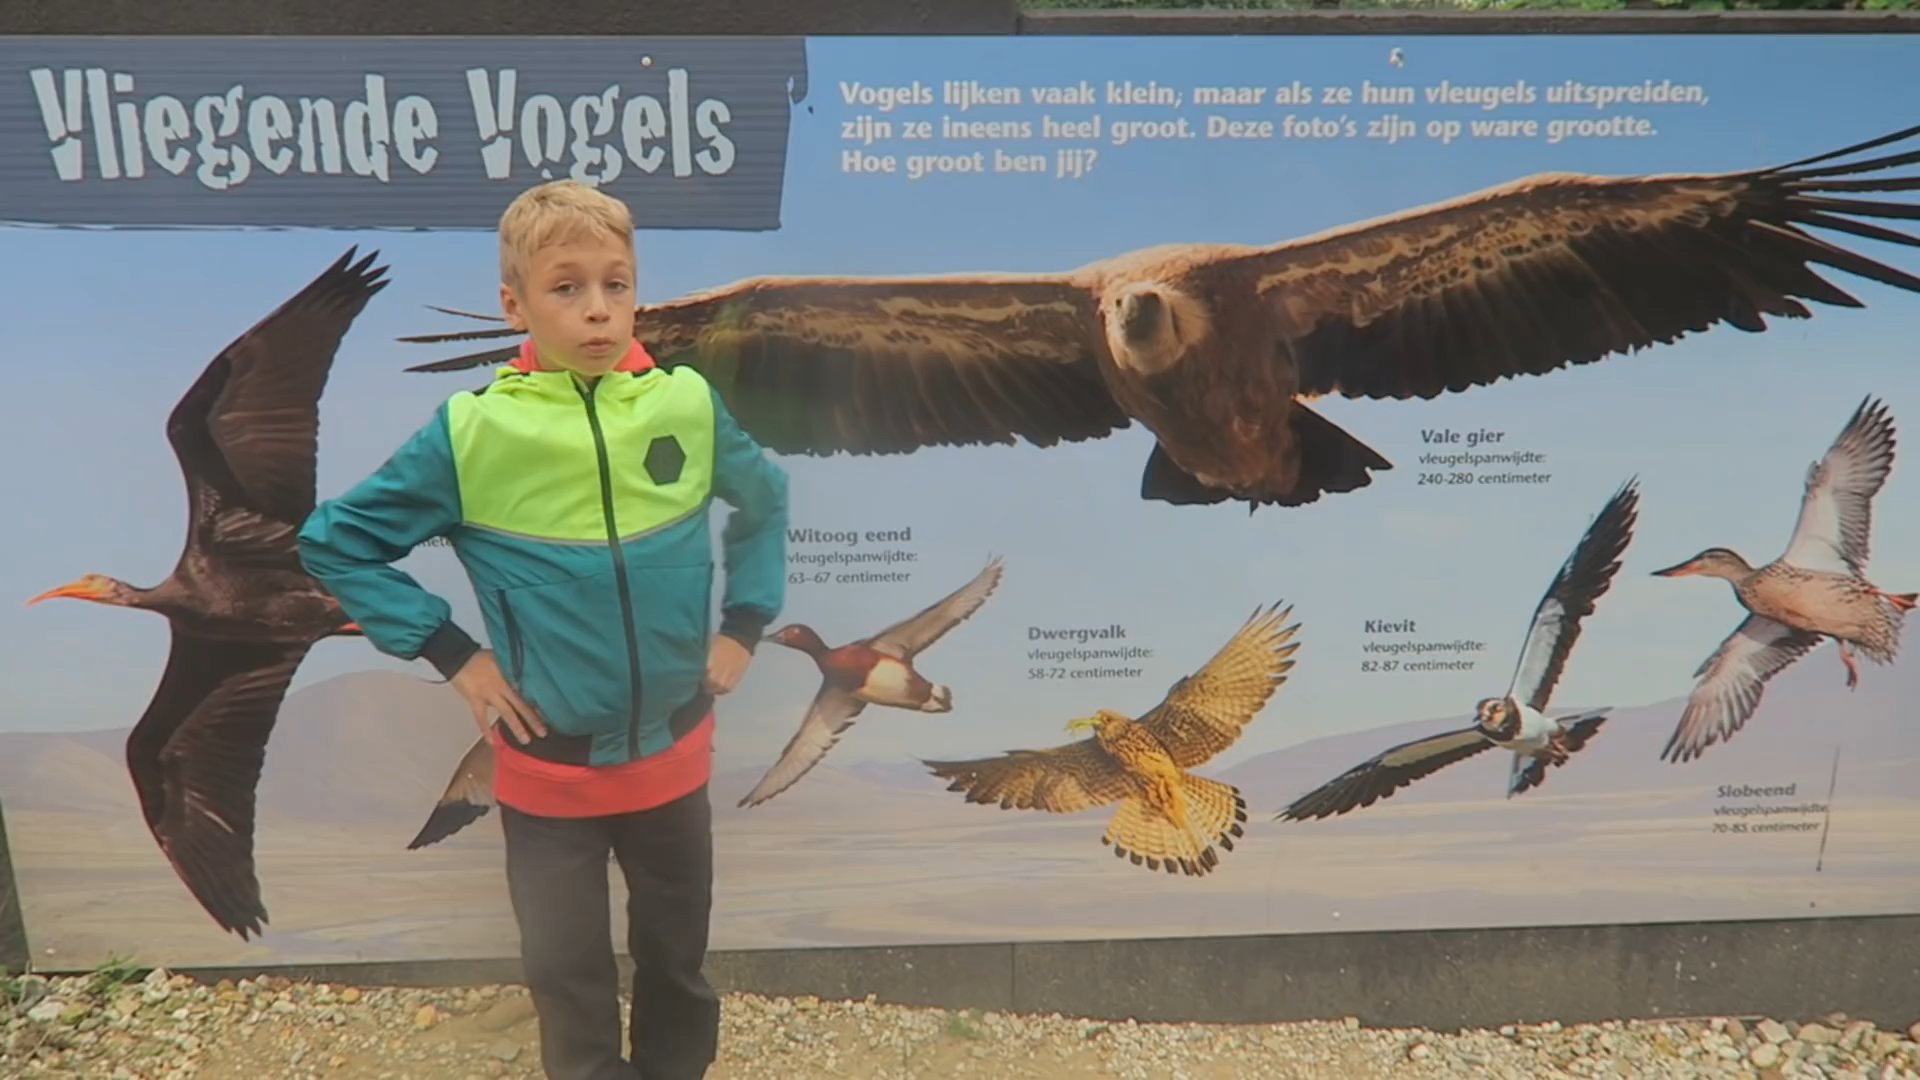 Vliegende Vogels
Vogels lijken vaak klein, maar als ze hun vleugels uitspreiden,
zijn ze ineens heel groot. Deze foto's zijn op ware grootte.
Hoe groot ben jij?
Vale gier
vleugelspanwijdte:
240-280 centimeter
Witoog eend
vleugelspanwijdte:
63-67 centimeter
Dwergvalk
vleugelspanwijdte:
58-72 centimeter
Kievit
vleugelspanwijdte:
82-87 centimeter
Slobeend
vleugelspanwijdte
70-85 centimeter